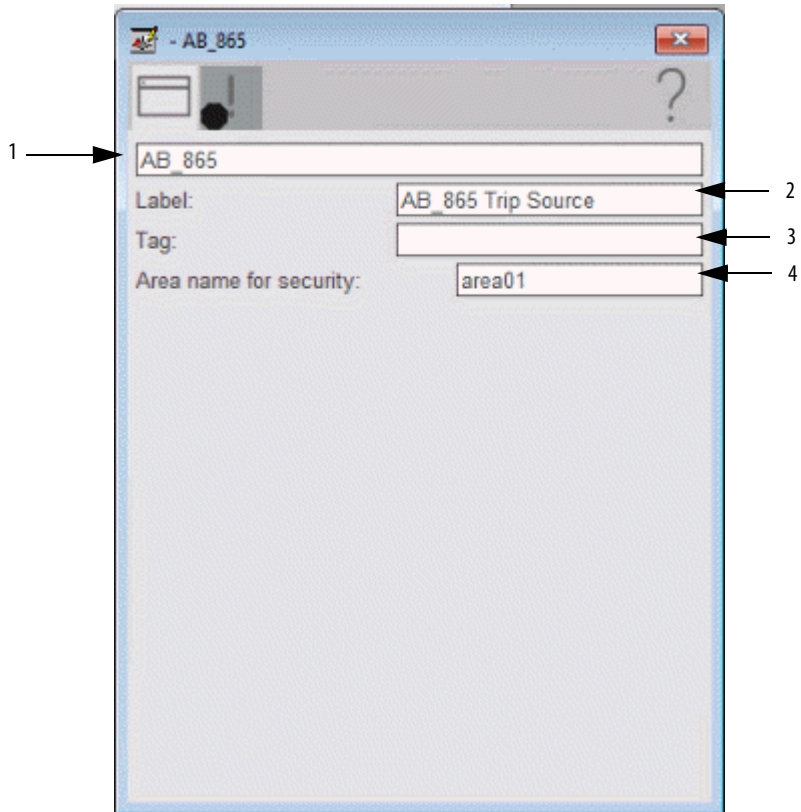 - AB_865
?
1
AB_865
Label: AB_865 Trip Source 2
Tag: 3
Area name for security: area01 4